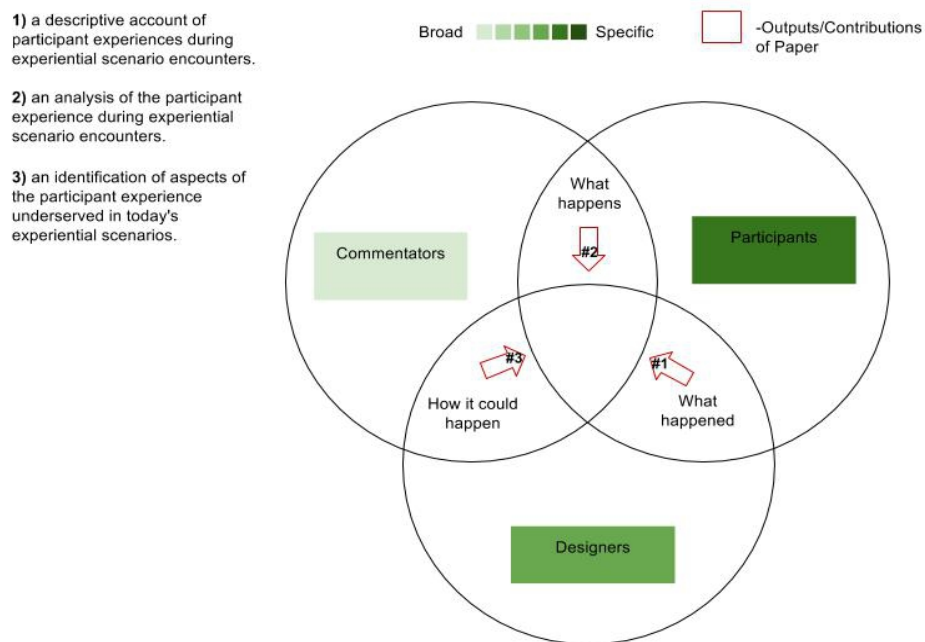 1) a descriptive account of
participant experiences during
experiential scenario encounters.
2) an analysis of the participant
experience during experiential
scenario encounters.
3) an identification of aspects of
the participant experience
underserved in today's
experiential scenarios.
Broad
Specific
-Outputs/Contributions
of Paper
What
happens
#2
Commentators
Participants
#3
#1
How it could
happen
What
happened
Designers